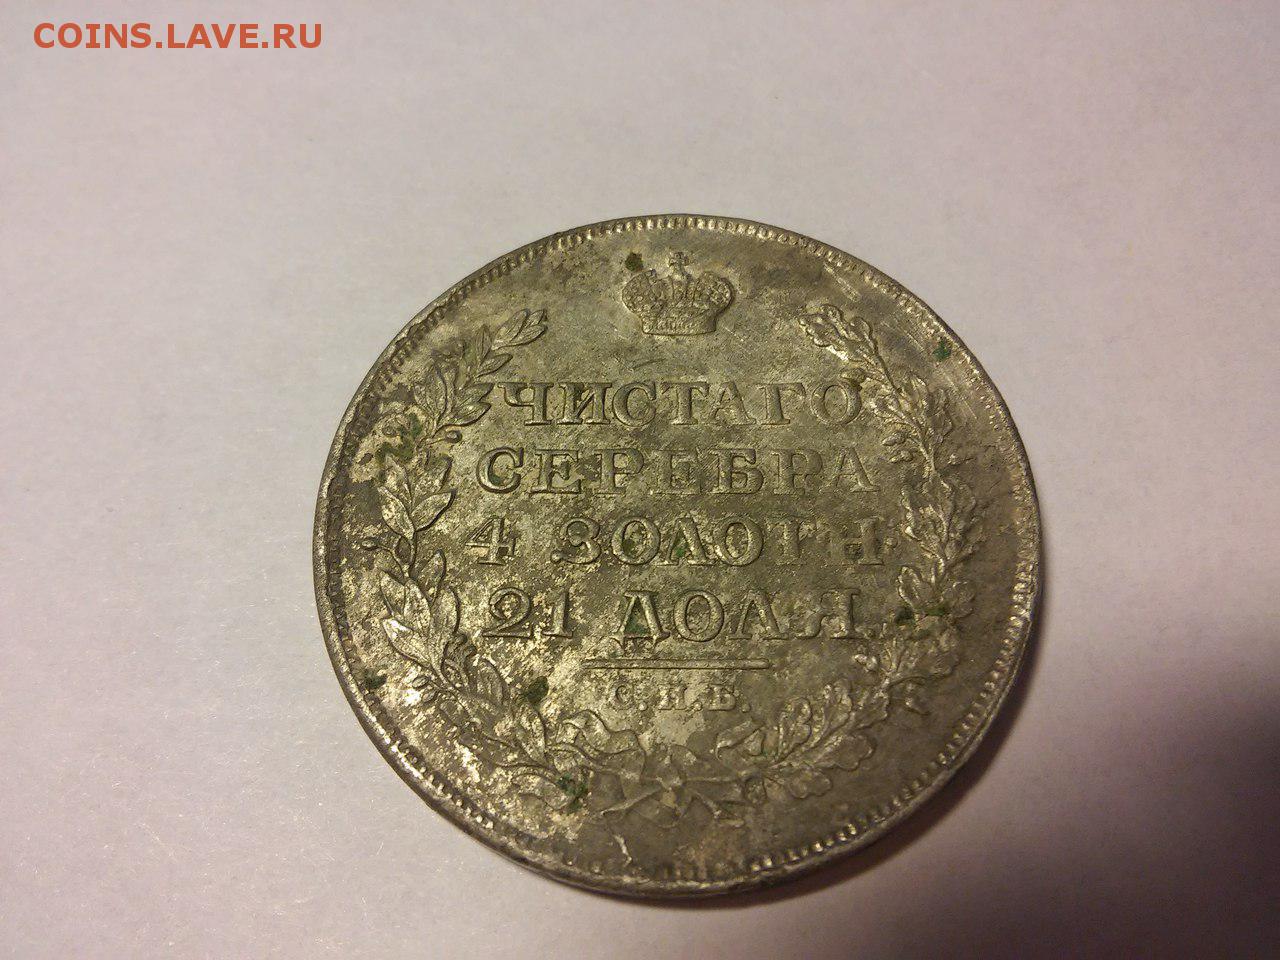 COINS.LAVE.RU
ЧИСТАГО
СЕРЕБРА
4 ЗОЛОТН.
21 ДОЛЯ.
С.П.Б.